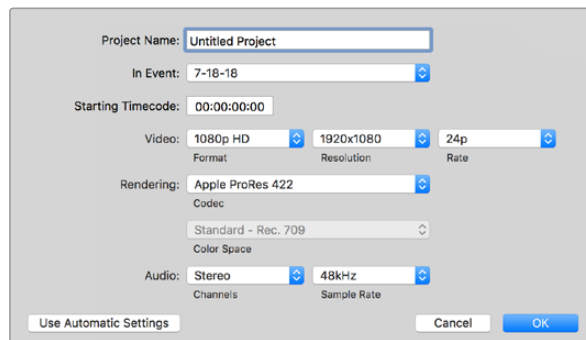 Project Name: Untitled Project
In Event: 7-18-18
Starting Timecode: 00:00:00:00
Video: 1080p HD 1920x1080 24p
Format Resolution Rate
Rendering: Apple ProRes 422
Codec
Standard - Rec. 709
Color Space
Audio: Stereo 48kHz
Channels Sample Rate
Use Automatic Settings Cancel OK